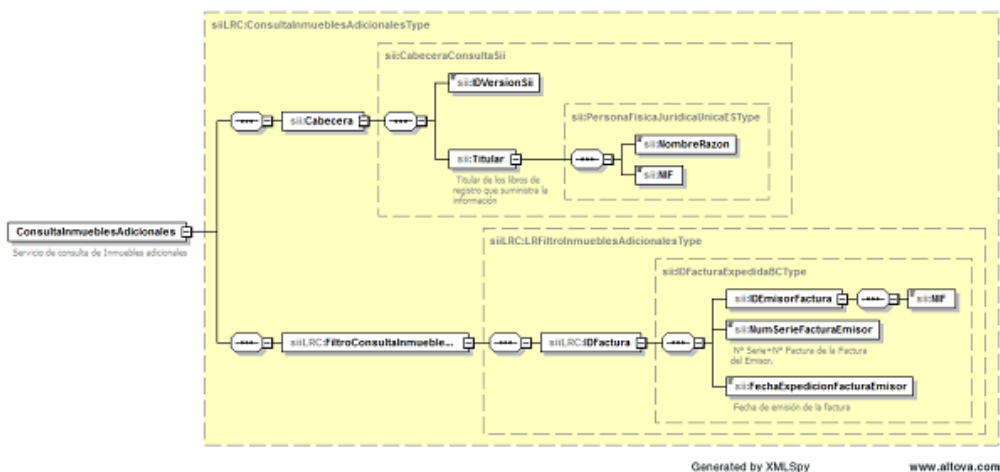 siiLRC:ConsultaInmueblesAdicionalesType
sii:CabeceraConsultaSii
sii:IDVersionSii
sii:PersonaFisicaJuridicaUnicaESType
sii:Cabecera
sii:NombreRazon
sii:Titular
sii:NIF
Titular de los libros de
registro que suministra la
información
ConsultaInmueblesAdicionales
Servicio de consulta de Inmuebles adicionales
siiLRC:LRFiltroInmueblesAdicionalesType
sii:IDFacturaExpedidaBCType
sii:IDEmisorFactura
sii:NIF
siiLRC:FiltroConsultaInmueble...
siiLRC:IDFactura
sii:NumSerieFacturaEmisor
Nº Serie+Nº Factura de la Factura
del Emisor.
sii:FechaExpedicionFacturaEmisor
Fecha de emisión de la factura
Generated by XMLSpy
www.altova.com